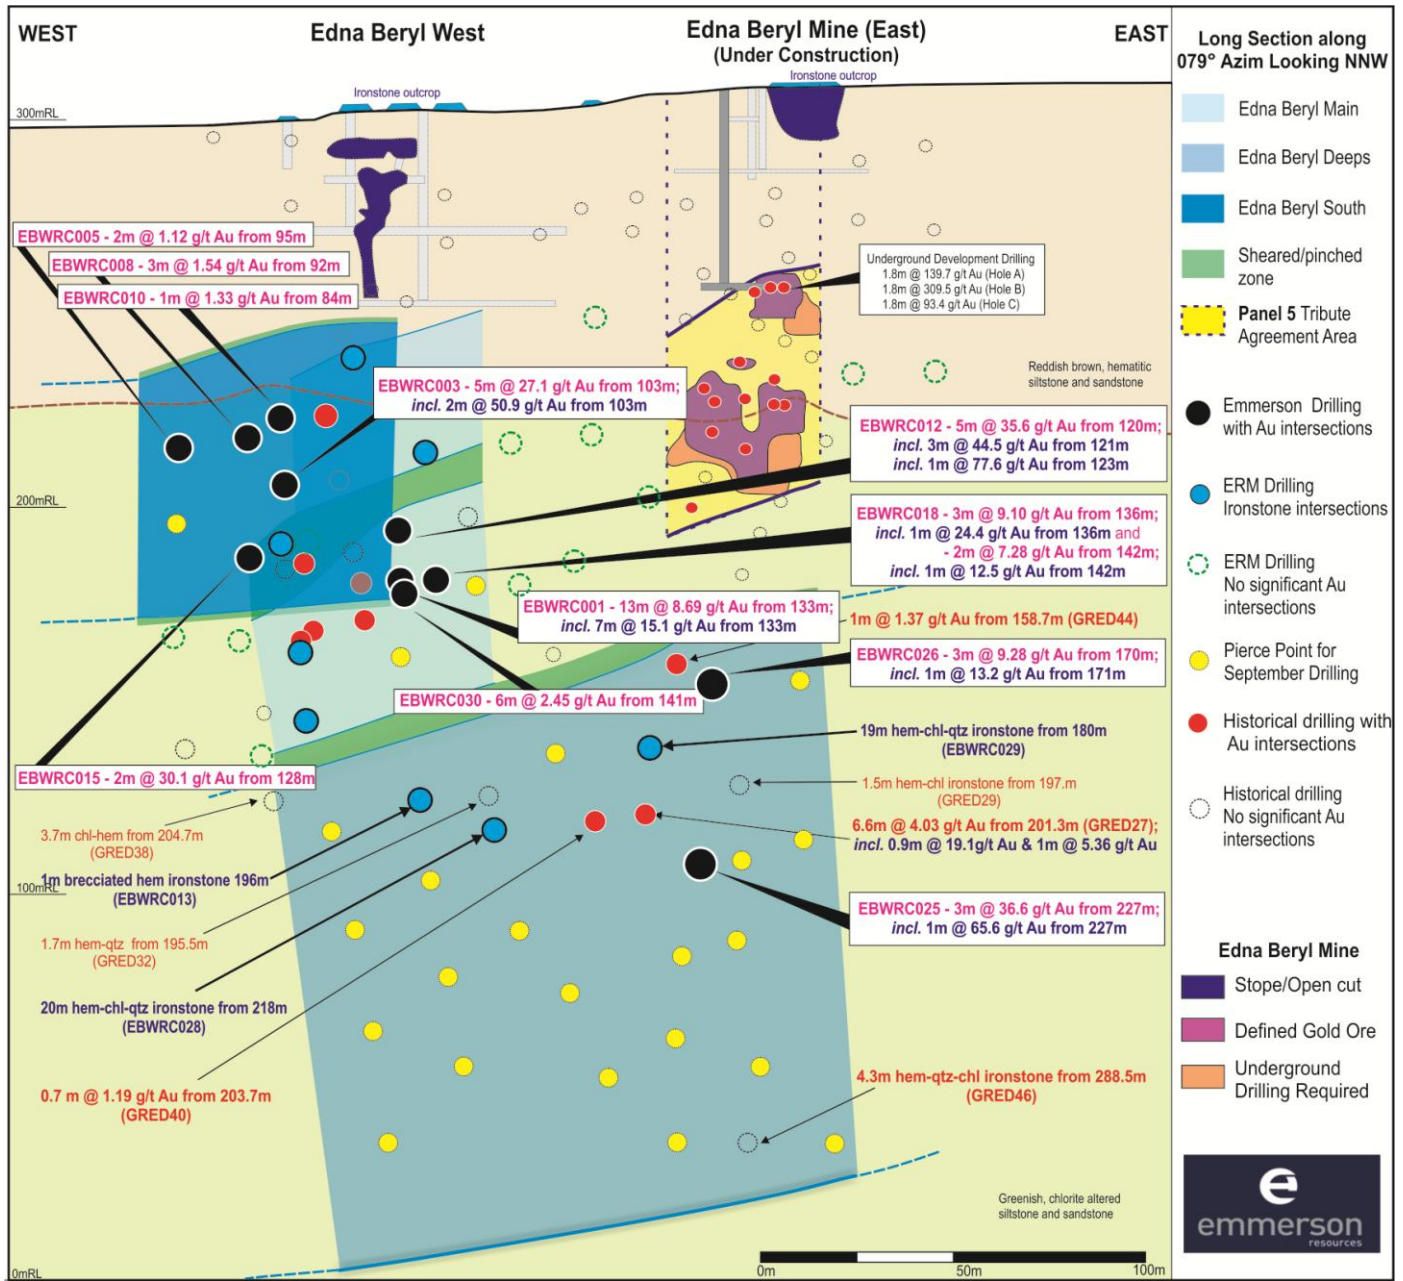 WEST
Edna Beryl West
Edna Beryl Mine (East)
(Under Construction)
EAST
Ironstone outcrop
Ironstone outcrop
300mRL
EBWRC005 - 2m @ 1.12 g/t Au from 95m
EBWRC008 - 3m @ 1.54 g/t Au from 92m
EBWRC010 - 1m @ 1.33 g/t Au from 84m
Underground Development Drilling
1.8m @ 139.7 g/t Au (Hole A)
1.8m @ 309.5 g/t Au (Hole B)
1.8m @ 93.4 g/t Au (Hole C)
Reddish brown, hematitic
siltstone and sandstone
EBWRC003 - 5m @ 27.1 g/t Au from 103m;
incl. 2m @ 50.9 g/t Au from 103m
EBWRC012 - 5m @ 35.6 g/t Au from 120m;
incl. 3m @ 44.5 g/t Au from 121m
incl. 1m @ 77.6 g/t Au from 123m
200mRL
EBWRC018 - 3m @ 9.10 g/t Au from 136m;
incl. 1m @ 24.4 g/t Au from 136m and
- 2m @ 7.28 g/t Au from 142m;
incl. 1m @ 12.5 g/t Au from 142m
EBWRC001 - 13m @ 8.69 g/t Au from 133m;
incl. 7m @ 15.1 g/t Au from 133m
1m @ 1.37 g/t Au from 158.7m (GRED44)
EBWRC026 - 3m @ 9.28 g/t Au from 170m;
incl. 1m @ 13.2 g/t Au from 171m
EBWRC030 - 6m @ 2.45 g/t Au from 141m
19m hem-chl-qtz ironstone from 180m
(EBWRC029)
EBWRC015 - 2m @ 30.1 g/t Au from 128m
1.5m hem-chl ironstone from 197.m
(GRED29)
3.7m chl-hem from 204.7m
(GRED38)
6.6m @ 4.03 g/t Au from 201.3m (GRED27);
incl. 0.9m @ 19.1g/t Au & 1m @ 5.36 g/t Au
1m brecciated hem ironstone 196m
(EBWRC013)
100mRL
EBWRC025 - 3m @ 36.6 g/t Au from 227m;
incl. 1m @ 65.6 g/t Au from 227m
1.7m hem-qtz from 195.5m
(GRED32)
20m hem-chl-qtz ironstone from 218m
(EBWRC028)
0.7 m @ 1.19 g/t Au from 203.7m
(GRED40)
4.3m hem-qtz-chl ironstone from 288.5m
(GRED46)
Greenish, chlorite altered
siltstone and sandstone
0mRL
0m
50m
100m
Long Section along
079° Azim Looking NNW
Edna Beryl Main
Edna Beryl Deeps
Edna Beryl South
Sheared/pinched
zone
Panel 5 Tribute
Agreement Area
Emmerson Drilling
with Au intersections
ERM Drilling
Ironstone intersections
ERM Drilling
No significant Au
intersections
Pierce Point for
September Drilling
Historical drilling with
Au intersections
Historical drilling
No significant Au
intersections
Edna Beryl Mine
Stope/Open cut
Defined Gold Ore
Underground
Drilling Required
e
emmerson
resources